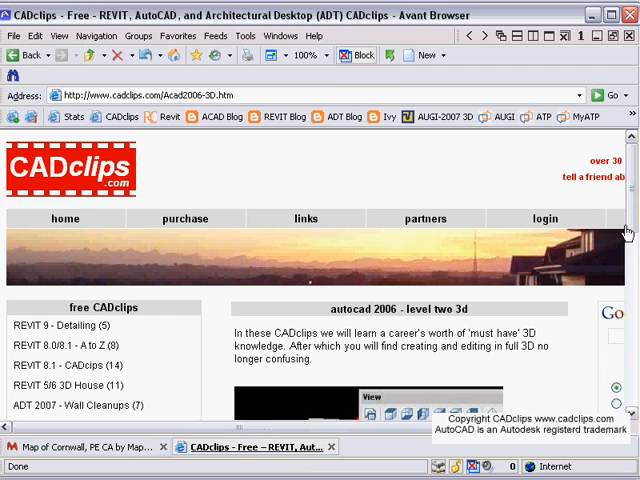 CADclips - Free - REVIT, AutoCAD, and Architectural Desktop (ADT) CADclips - Avant Browser
File Edit View Navigation Groups Favorites Feeds Tools Windows Help 1
Back 100% Block New
Address: http://www.cadclips.com/Acad2006-3D.htm Go
Stats CADclips Revit ACAD Blog REVIT Blog ADT Blog Ivy AUGI-2007 3D AUGI ATP MyATP
CADclips
.com
over 30
tell a friend ab
home purchase links partners login
free CADclips
REVIT 9 - Detailing (5)
REVIT 8.0/8.1 - A to Z (8)
REVIT 8.1 - CADcips (14)
REVIT 5/6 3D House (11)
ADT 2007 - Wall Cleanups (7)
autocad 2006 - level two 3d
In these CADclips we will learn a career's worth of 'must have' 3D
knowledge. After which you will find creating and editing in full 3D no
longer confusing.
View
Goo
Copyright CADclips www.cadclips.com
AutoCAD is an Autodesk registerd trademark
Map of Cornwall, PE CA by Map... CADclips - Free – REVIT, Aut...
Done 0 Internet